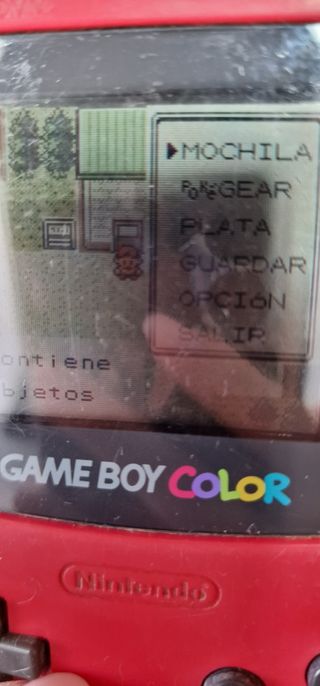 MOCHILA
POKéGEAR
PLATA
GUARDAR
OPCIóN
SALIR
ontiene
bjetos
GAME BOY COLOR
Nintendo